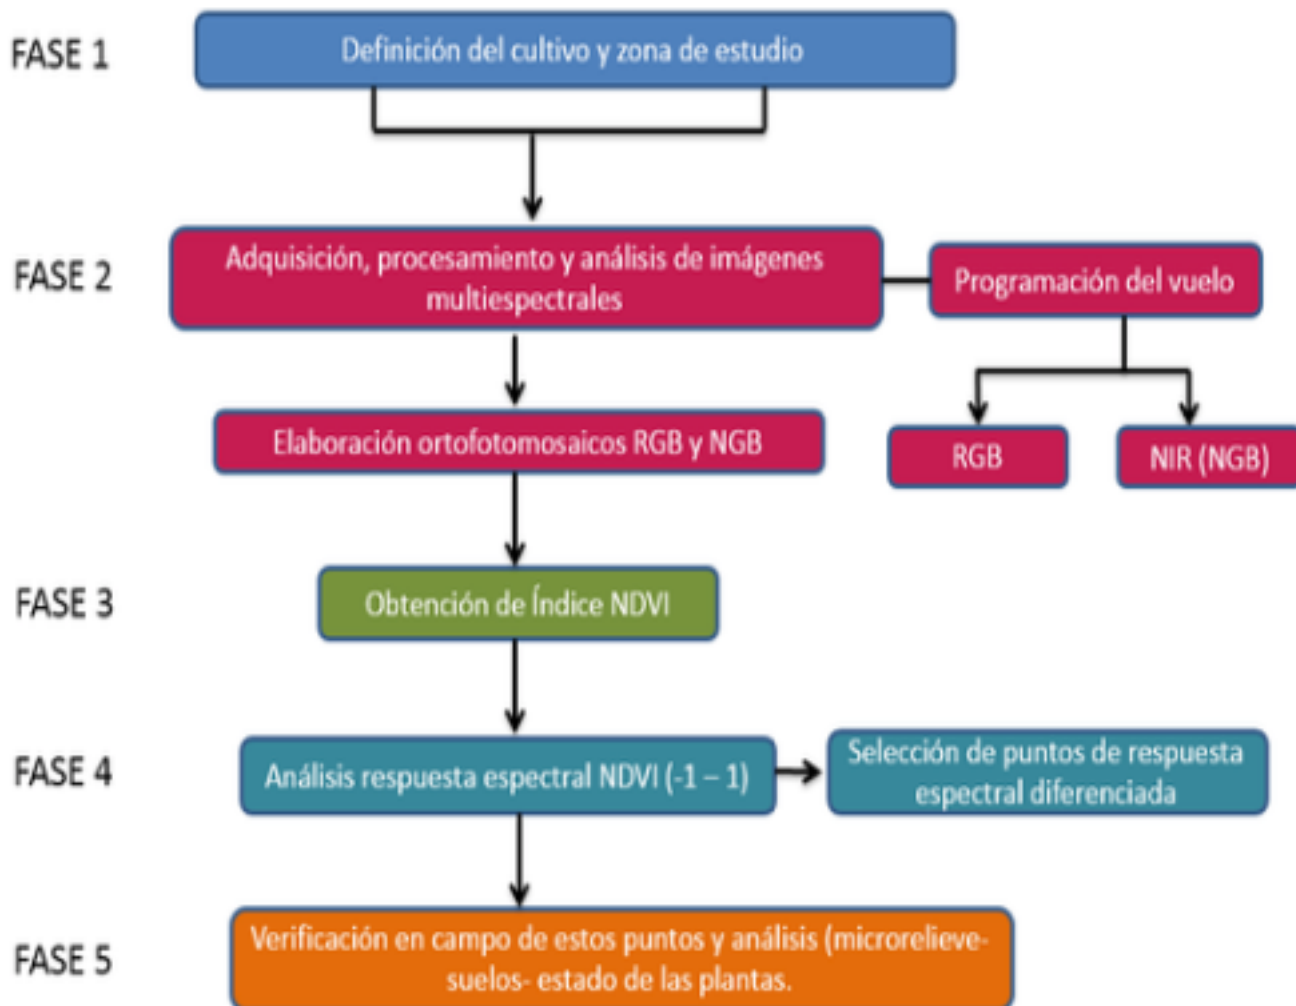 FASE 1
Definición del cultivo y zona de estudio
FASE 2
Adquisición, procesamiento y análisis de imágenes
multiespectrales
Programación del vuelo
RGB
NIR (NGB)
Elaboración ortofotomosaicos RGB y NGB
FASE 3
Obtención de Índice NDVI
FASE 4
Análisis respuesta espectral NDVI (-1 – 1)
Selección de puntos de respuesta
espectral diferenciada
FASE 5
Verificación en campo de estos puntos y análisis (microrelieve-
suelos- estado de las plantas.